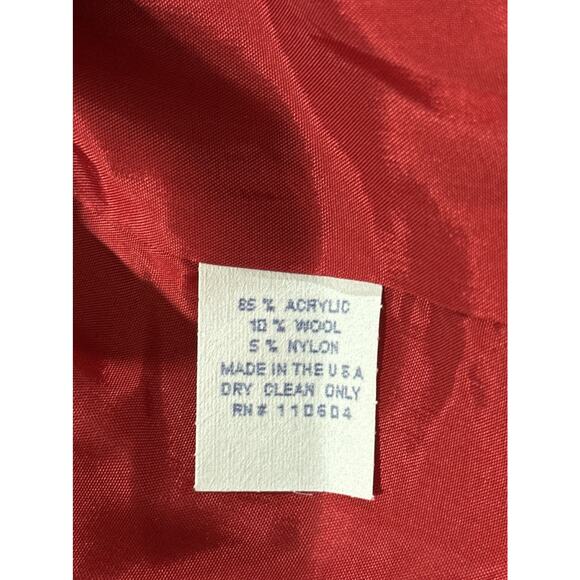 85 % ACRYLIC
10 % WOOL
5 % NYLON
MADE IN THE U S A
DRY CLEAN ONLY
RN # 110604